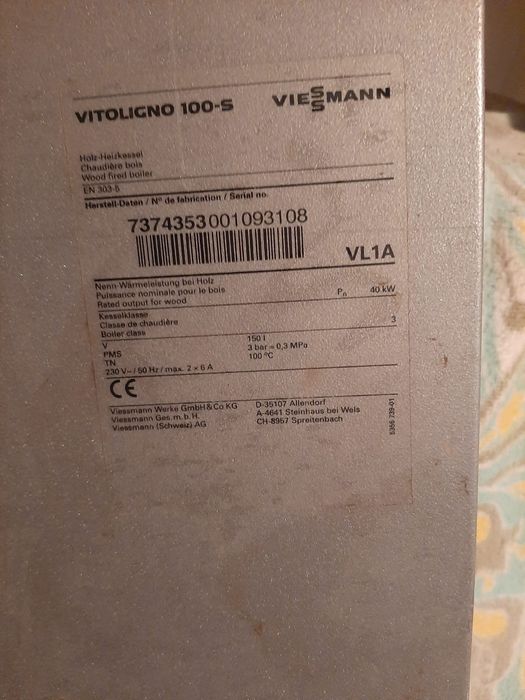 VITOLIGNO 100-S VIESSMANN
Holz-Heizkessel
Chaudière bois
Wood fired boiler
EN 303-5
Herstell-Daten / Nº de fabrication / Serial no.
7374353001093108
VL1A
Nenn-Wärmeleistung bei Holz
Puissance nominale pour le bois
Rated output for wood Pn 40 kW
Kesselklasse
Classe de chaudière
Boiler class 3
V 150 l
PMS 3 bar = 0,3 MPa
TN 100 °C
230 V~ / 50 Hz / max. 2 x 6 A
CE
Viessmann Werke GmbH & Co KG D-35107 Allendorf
Viessmann Ges. m. b. H. A-4641 Steinhaus bei Wels
Viessmann (Schweiz) AG CH-8957 Spreitenbach
5356 739-01